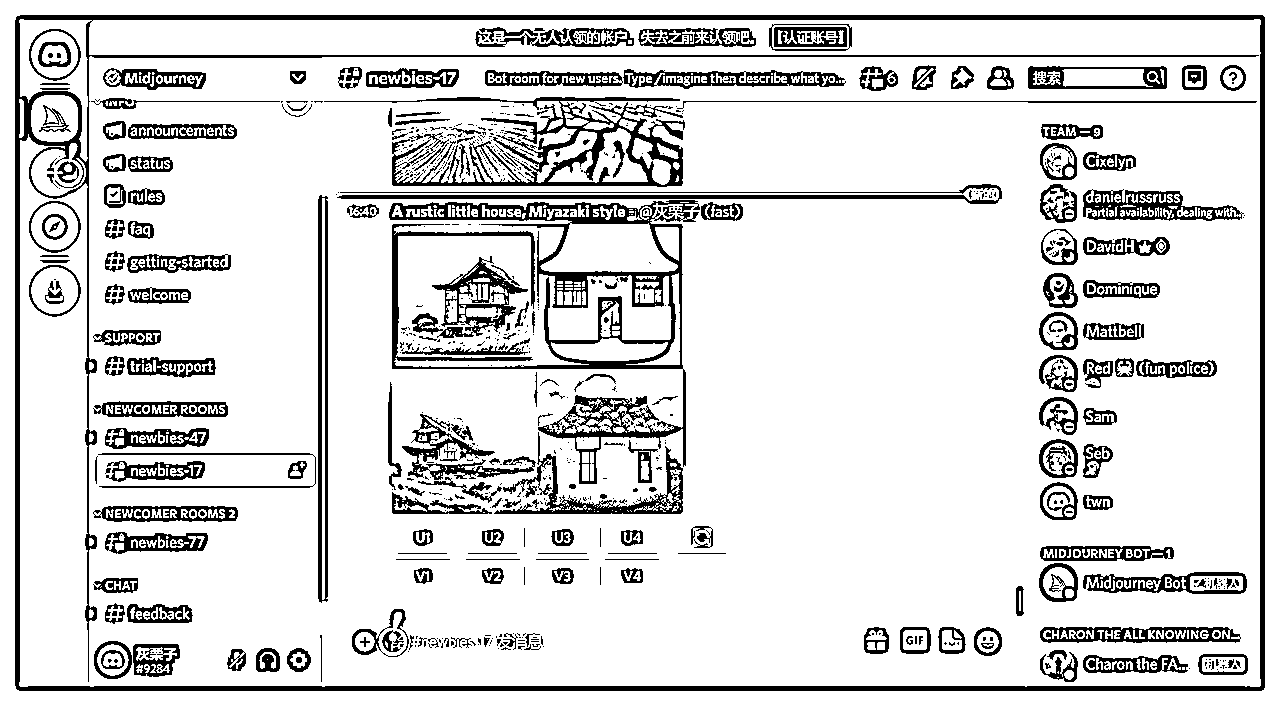 这是一个无人认领的帐户。失去之前来认领吧。 【认证账号】
Midjourney
newbies-17
Bot room for new users. Type /imagine then describe what yo...
6
搜索
INFO
announcements
status
rules
faq
getting-started
welcome
SUPPORT
trial-support
NEWCOMER ROOMS
newbies-47
newbies-17
NEWCOMER ROOMS 2
newbies-77
CHAT
feedback
灰栗子
#9284
16:40 A rustic little house, Miyazaki style - @灰栗子 (fast)
U1 U2 U3 U4
V1 V2 V3 V4
#newbies-17 发消息
GIF
TEAM — 9
Cixelyn
danielrussruss
Partial availability, dealing with...
DavidH
Dominique
Mattbell
Red (fun police)
Sam
Seb
twn
MIDJOURNEY BOT — 1
Midjourney Bot ✓机器人
CHARON THE ALL KNOWING ON...
Charon the FA... 机器人